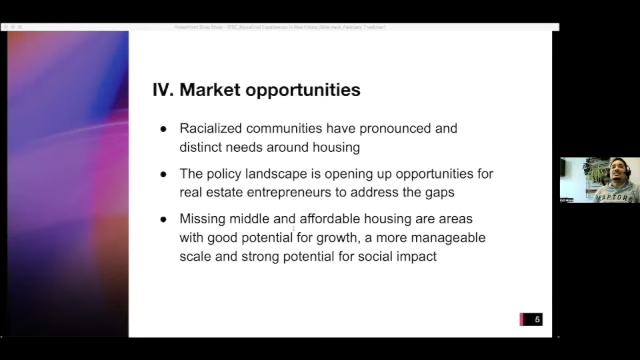 IV. Market opportunities
● Racialized communities have pronounced and
distinct needs around housing
● The policy landscape is opening up opportunities for
real estate entrepreneurs to address the gaps
● Missing middle and affordable housing are areas
with good potential for growth, a more manageable
scale and strong potential for social impact
5
RAPTORS